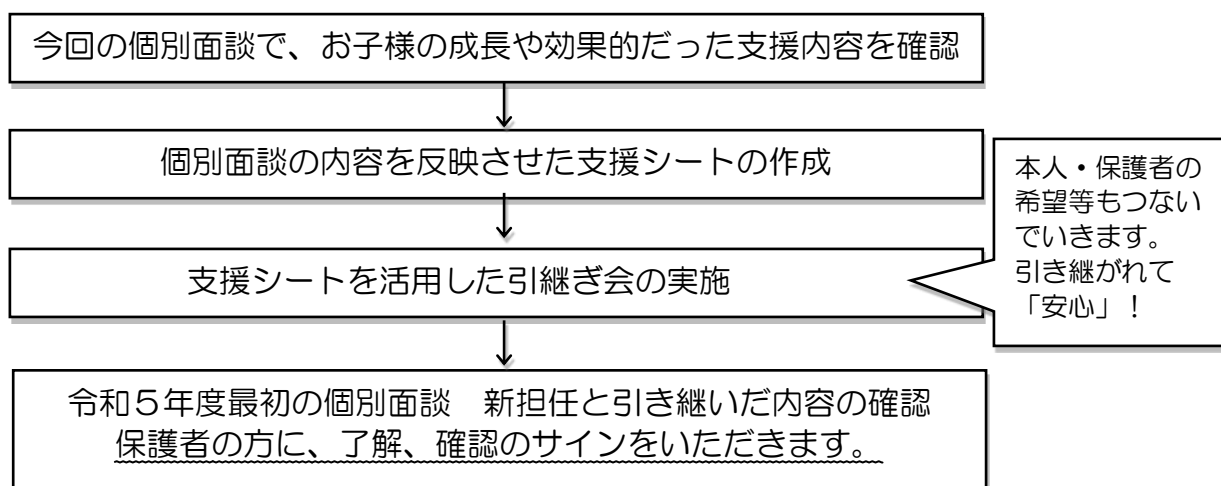 今回の個別面談で、お子様の成長や効果的だった支援内容を確認
個別面談の内容を反映させた支援シートの作成
支援シートを活用した引継ぎ会の実施
本人・保護者の
希望等もつない
でいきます。
引き継がれて
「安心」！
令和５年度最初の個別面談　新担任と引き継いだ内容の確認
保護者の方に、了解、確認のサインをいただきます。